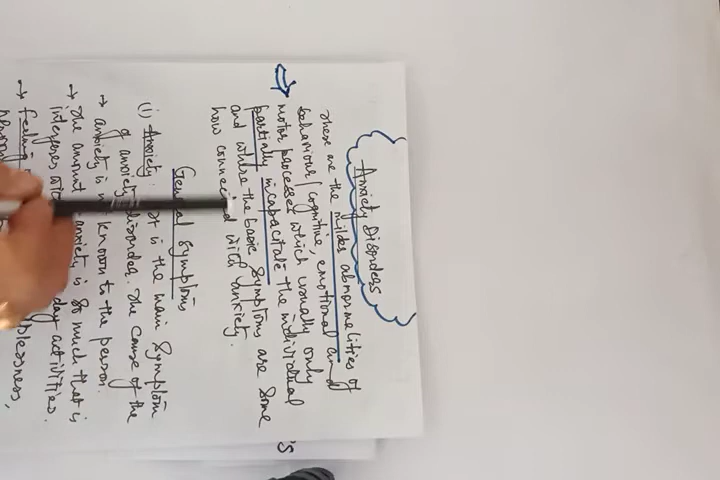 Anxiety Disorders
These are the milder abnormalities of
behaviour/cognitive, emotional and
motor processes which usually only
partially incapacitate the individual
and where the basic symptoms are some
how connected with anxiety.
General symptoms
(i) Anxiety: It is the main symptom
of anxiety disorder. The cause of the
→ anxiety is not known to the person.
→ The amount anxiety is so much that is
interferes day activities.
→ feeling plessness,
's